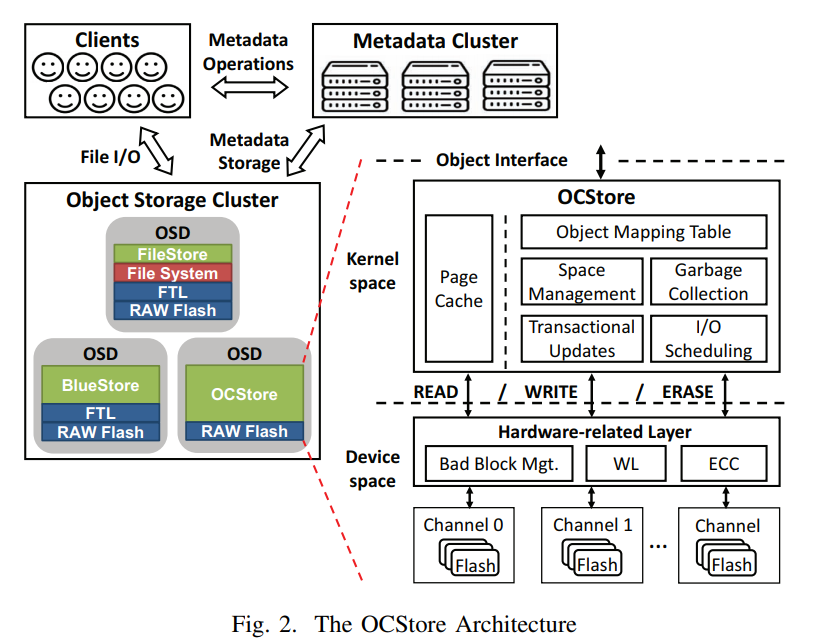 Clients
Metadata
Operations
Metadata Cluster
File I/O
Metadata
Storage
Object Storage Cluster
OSD
FileStore
File System
FTL
RAW Flash
OSD
BlueStore
FTL
RAW Flash
OSD
OCStore
RAW Flash
Object Interface
Kernel
space
OCStore
Page
Cache
Object Mapping Table
Space
Management
Garbage
Collection
Transactional
Updates
I/O
Scheduling
READ / WRITE / ERASE
Device
space
Hardware-related Layer
Bad Block Mgt.
WL
ECC
Channel 0
Flash
Channel 1
Flash
...
Channel
Flash
Fig. 2. The OCStore Architecture